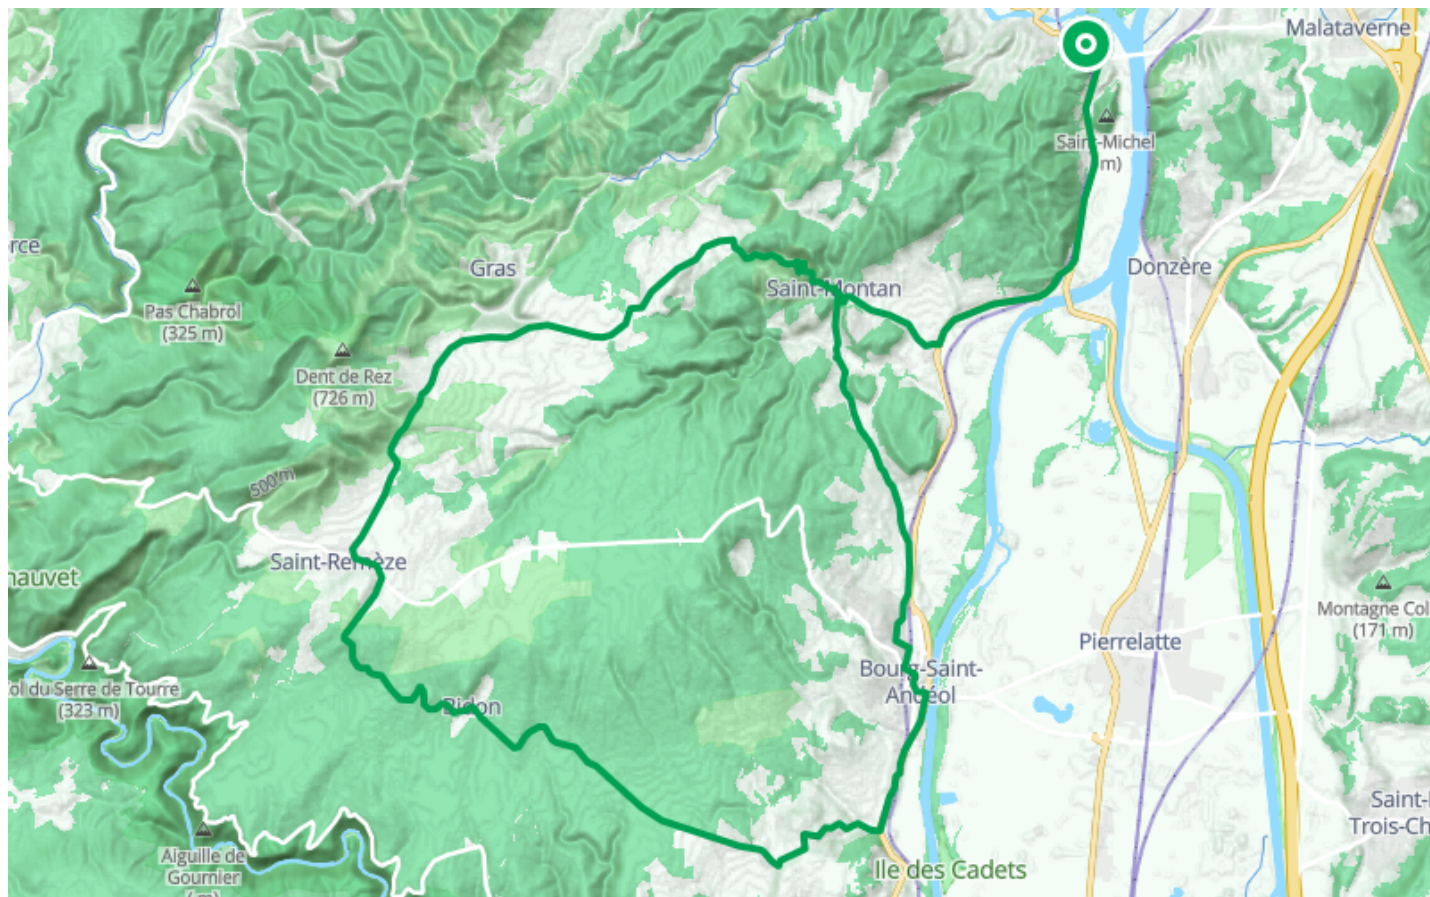 Malataverne
Saint-Michel
m)
rce
Gras
Donzère
Saint-Montan
Pas Chabrol
(325 m)
Dent de Rez
(726 m)
500 m
Saint-Remèze
hauvet
Montagne Col
(171 m)
Pierrelatte
Bourg-Saint-
Andéol
ol du Serre de Tourre
(323 m)
Bidon
Saint-
Trois-Ch
Aiguille de
Gournier
m)
Ile des Cadets